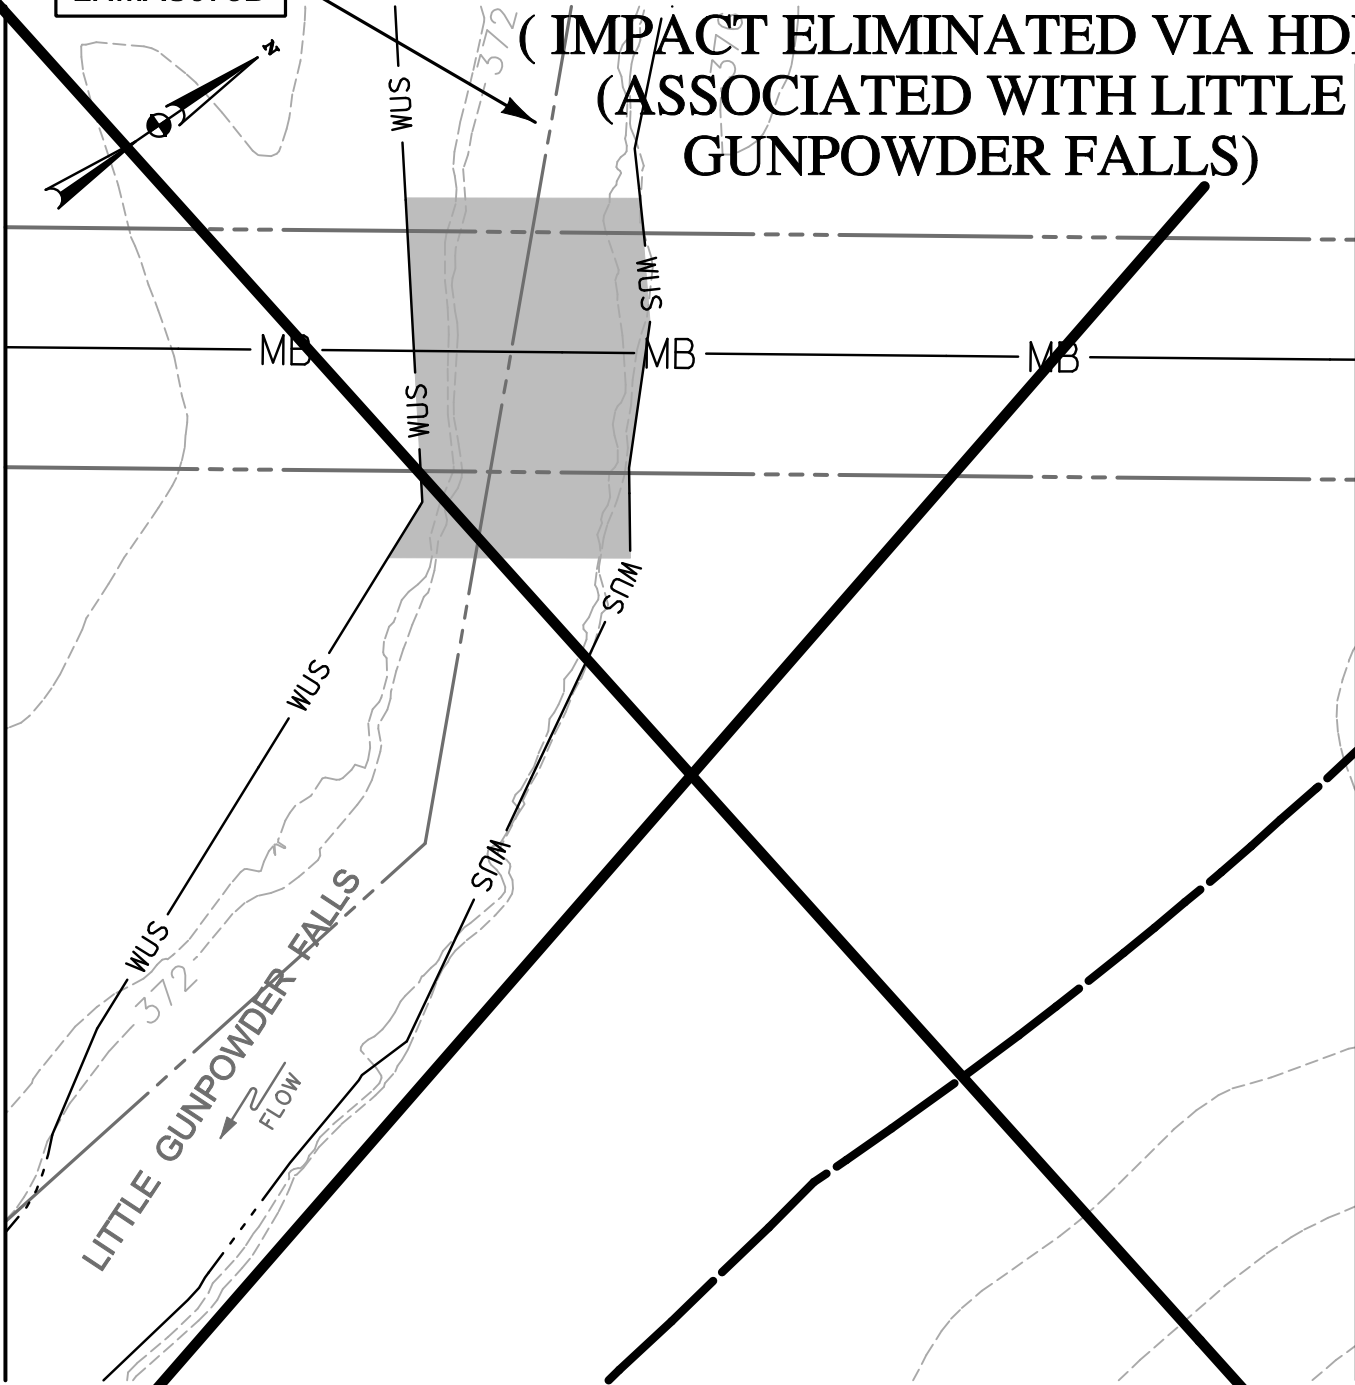 ( IMPACT ELIMINATED VIA
(ASSOCIATED WITH LITTLE
GUNPOWDER FALLS)
N
372
376
WUS
WUS
MB
MB
MB
WUS
WUS
WUS
WUS
WUS
372
LITTLE GUNPOWDER FALLS
FLOW